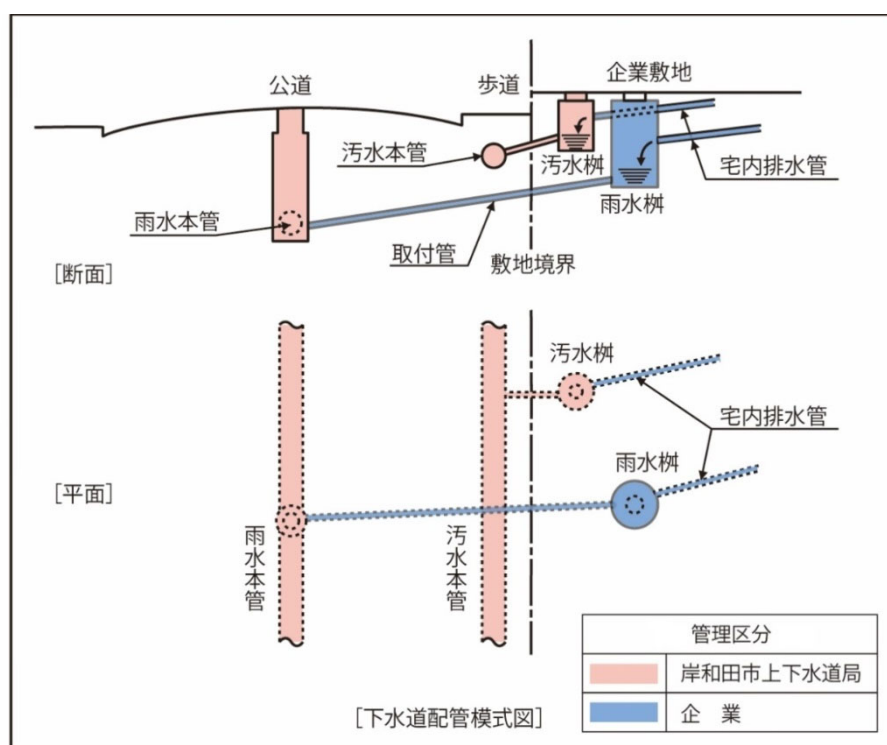 公道
歩道
企業敷地
汚水本管
汚水桝
宅内排水管
雨水桝
雨水本管
取付管
敷地境界
[断面]
汚水桝
宅内排水管
雨水桝
[平面]
雨水本管
汚水本管
管理区分
岸和田市上下水道局
企　業
[下水道配管模式図]